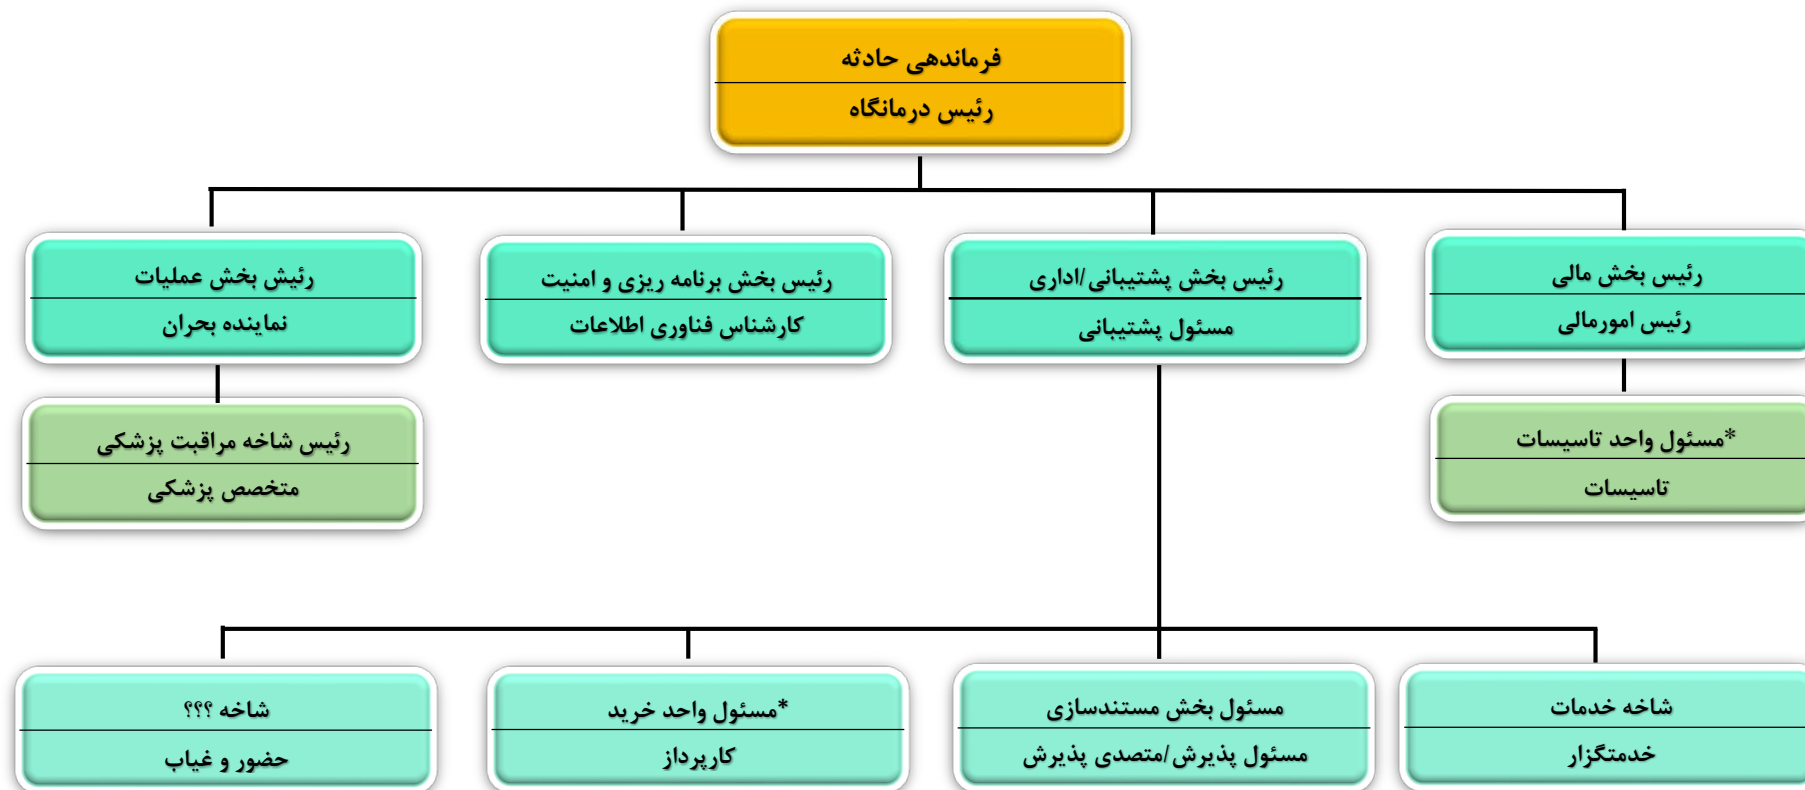 فرماندهی حادثه
رئیس درمانگاه
رئیس بخش مالی
رئیس امورمالی
رئیس بخش پشتیبانی/اداری
مسئول پشتیبانی
رئیس بخش برنامه ریزی و امنیت
کارشناس فناوری اطلاعات
رئیش بخش عملیات
نماینده بحران
*مسئول واحد تاسیسات
تاسیسات
رئیس شاخه مراقبت پزشکی
متخصص پزشکی
شاخه خدمات
خدمتگزار
مسئول بخش مستندسازی
مسئول پذیرش/متصدی پذیرش
*مسئول واحد خرید
کارپرداز
شاخه ؟؟؟
حضور و غیاب